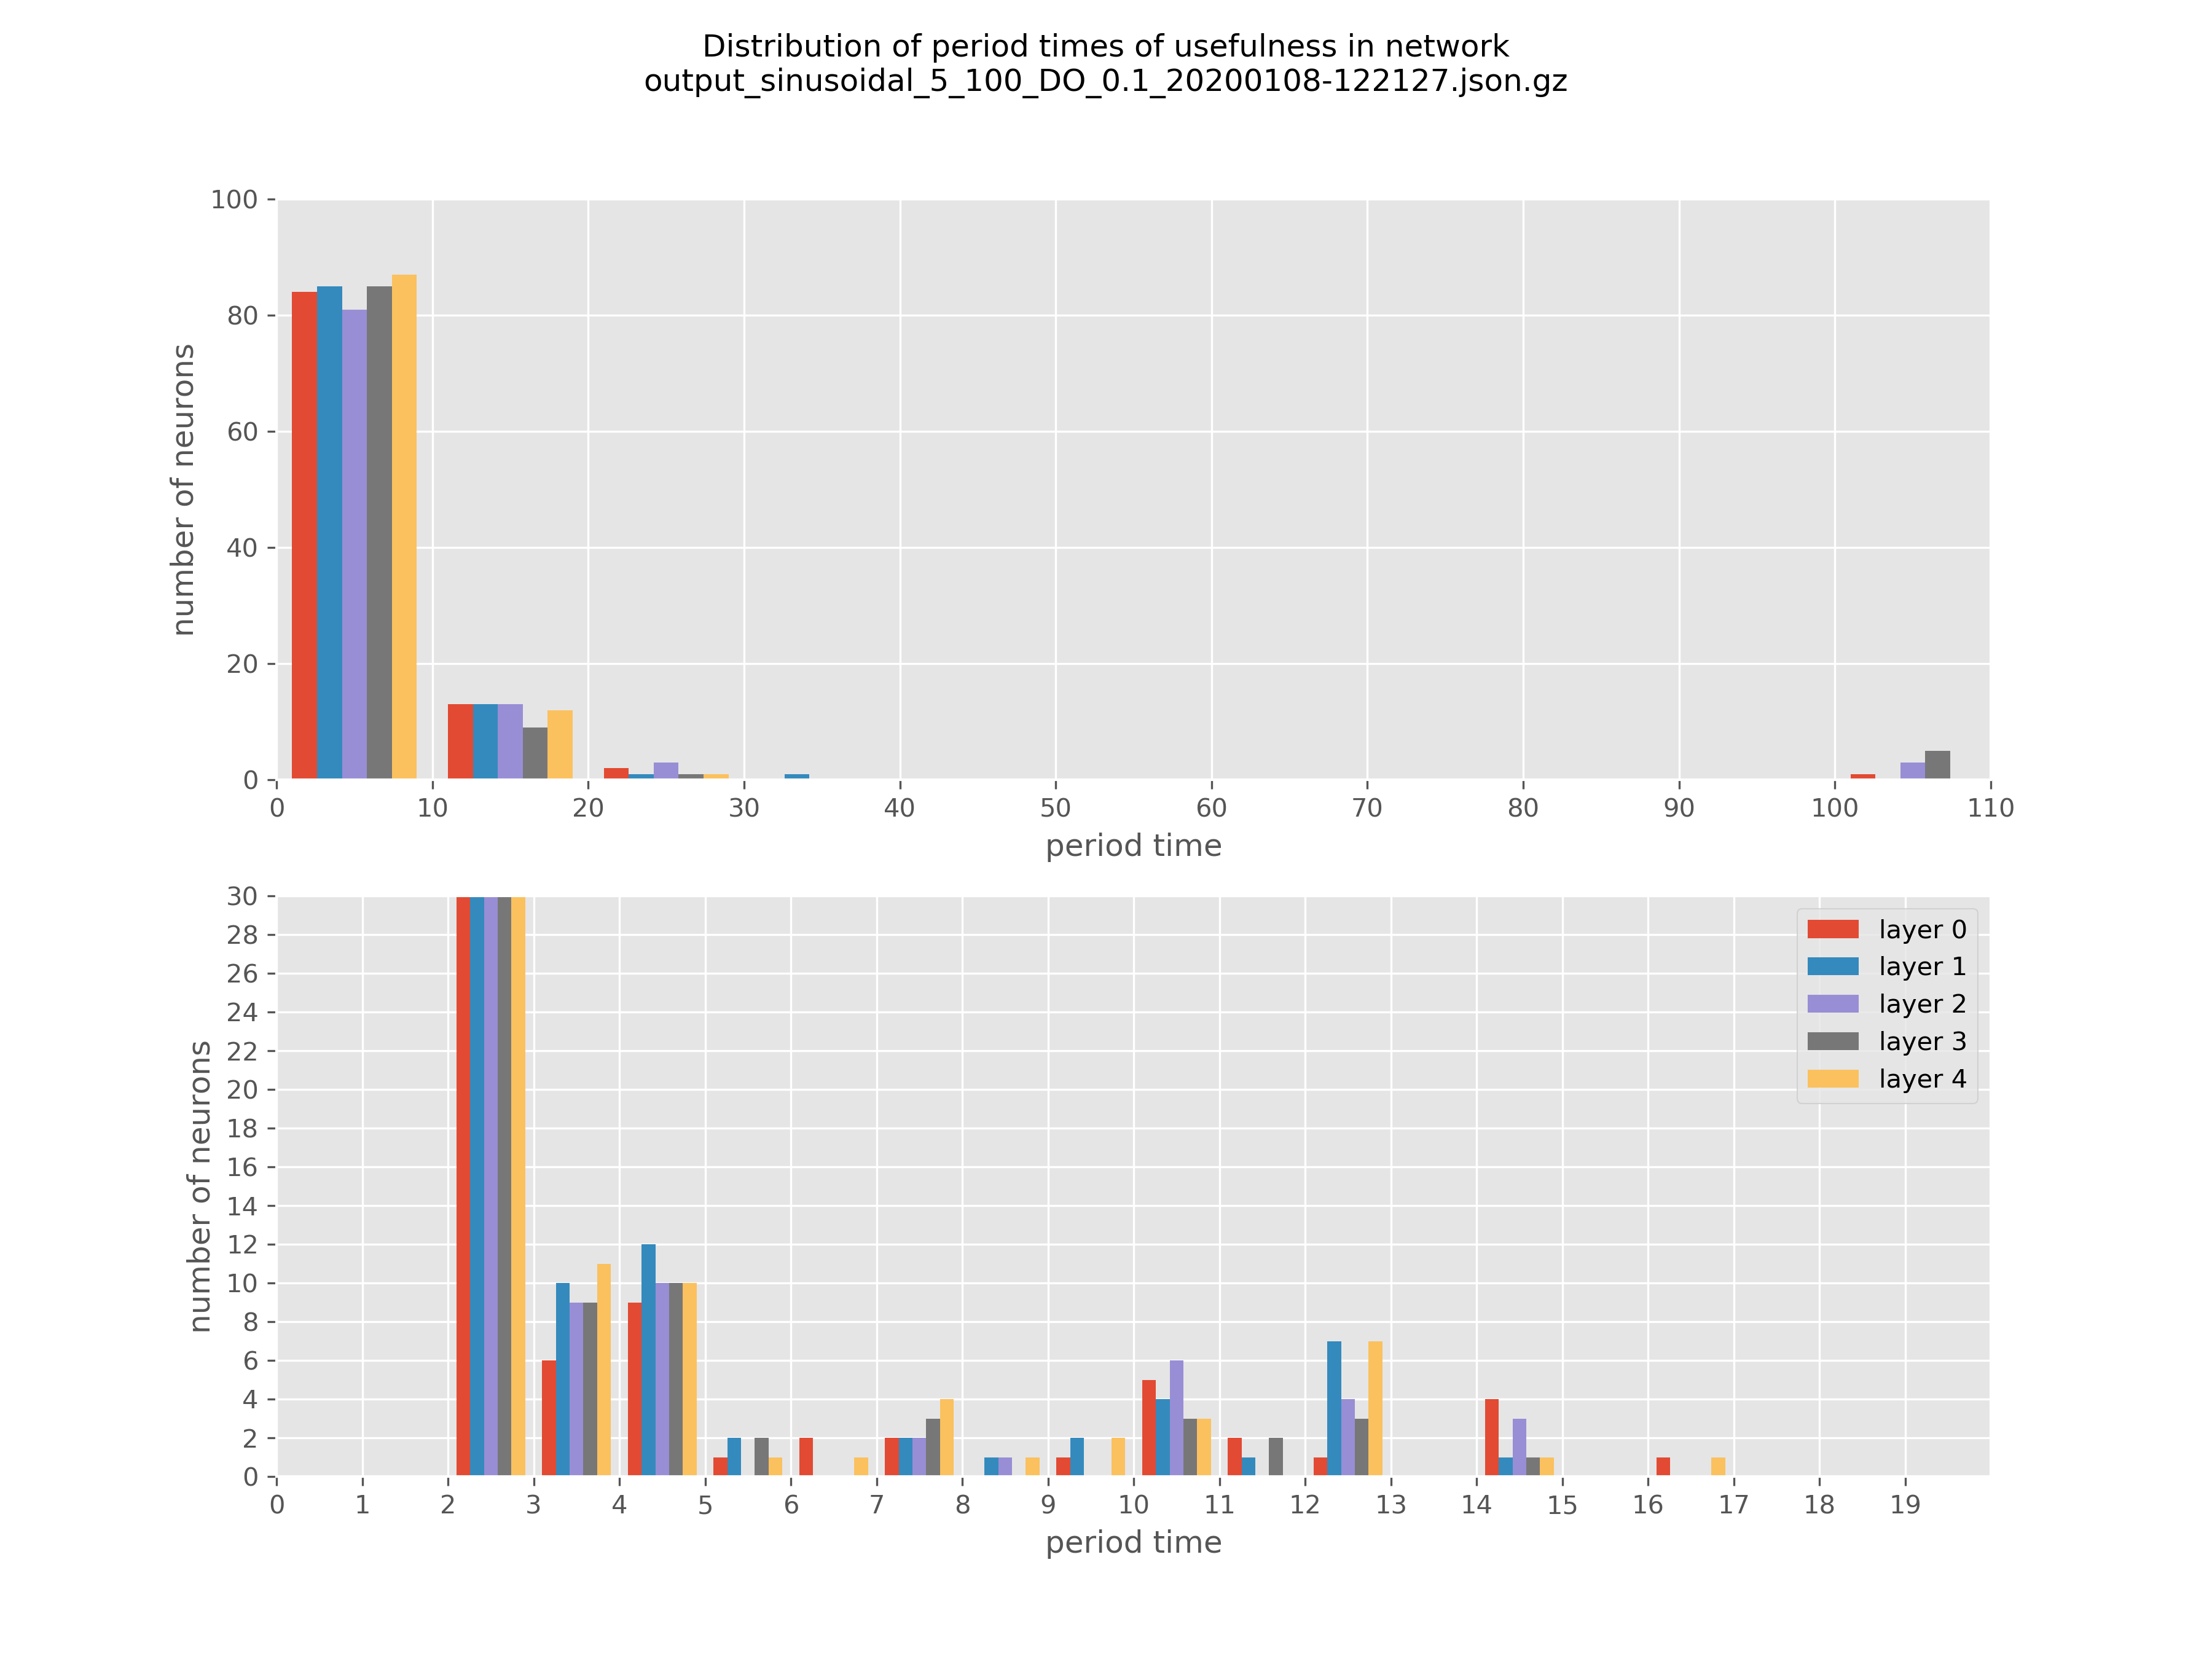 Distribution of period times of usefulness in network
output_sinusoidal_5_100_DO_0.1_20200108-122127.json.gz
100
80
60
40
20
0
number of neurons
0 10 20 30 40 50 60 70 80 90 100 110
period time
30
28
26
24
22
20
18
16
14
12
10
8
6
4
2
0
number of neurons
layer 0
layer 1
layer 2
layer 3
layer 4
0 1 2 3 4 5 6 7 8 9 10 11 12 13 14 15 16 17 18 19
period time